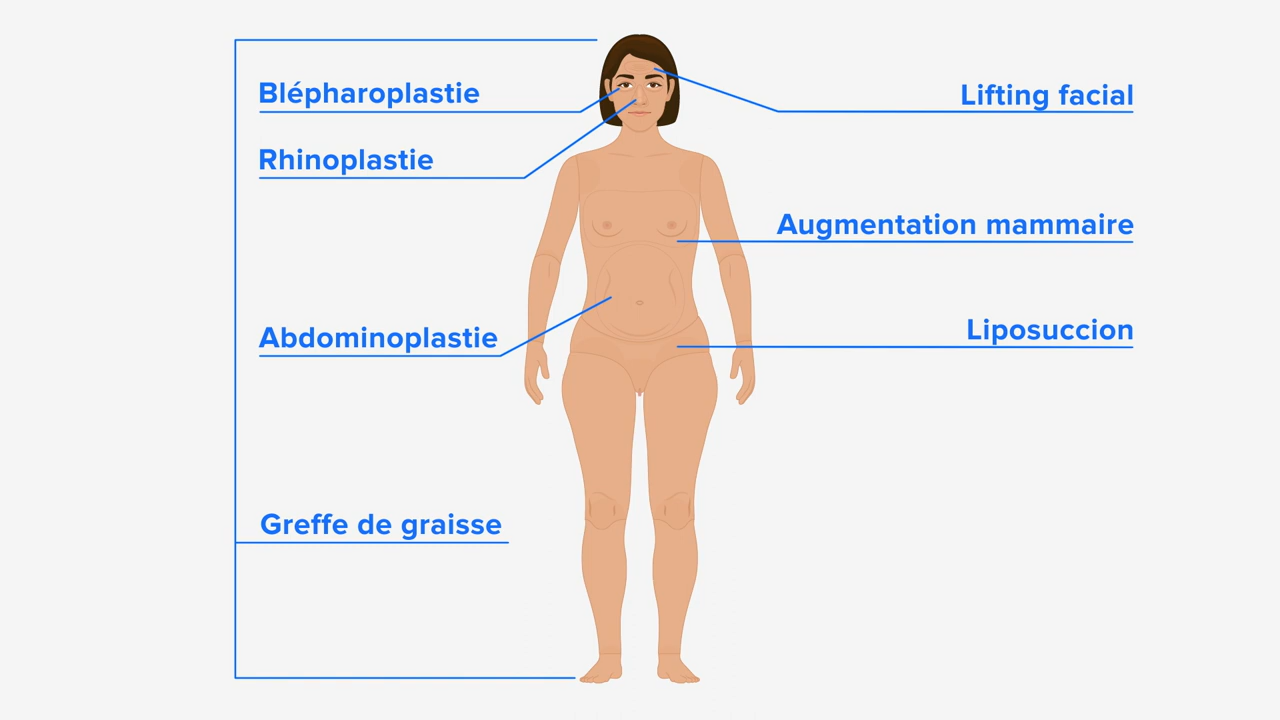 Blépharoplastie
Lifting facial
Rhinoplastie
Augmentation mammaire
Abdominoplastie
Liposuccion
Greffe de graisse